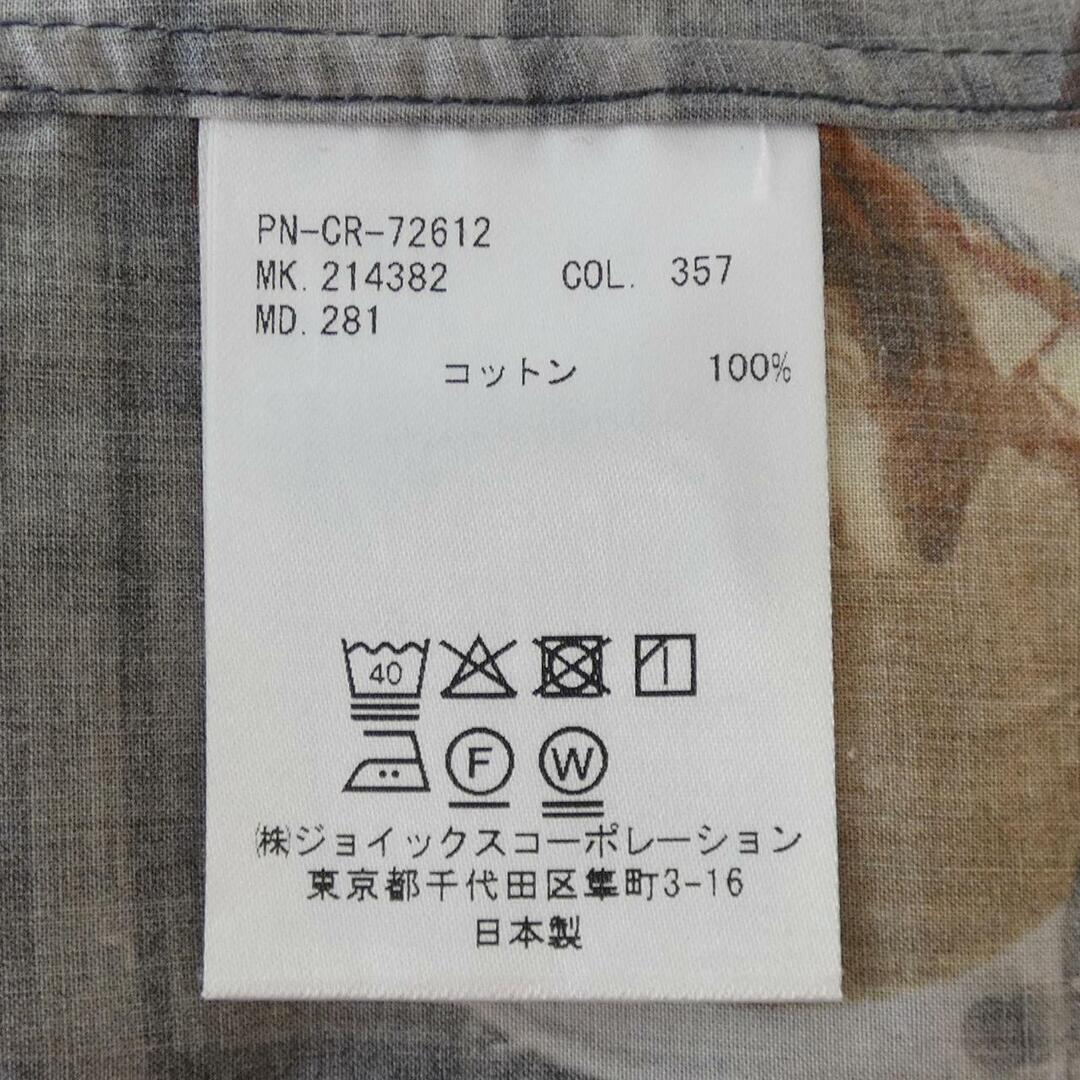 PN-CR-72612
MK. 214382 COL. 357
MD. 281
コットン 100%
40
F W
㈱ジョイックスコーポレーション
東京都千代田区隼町3-16
日本製